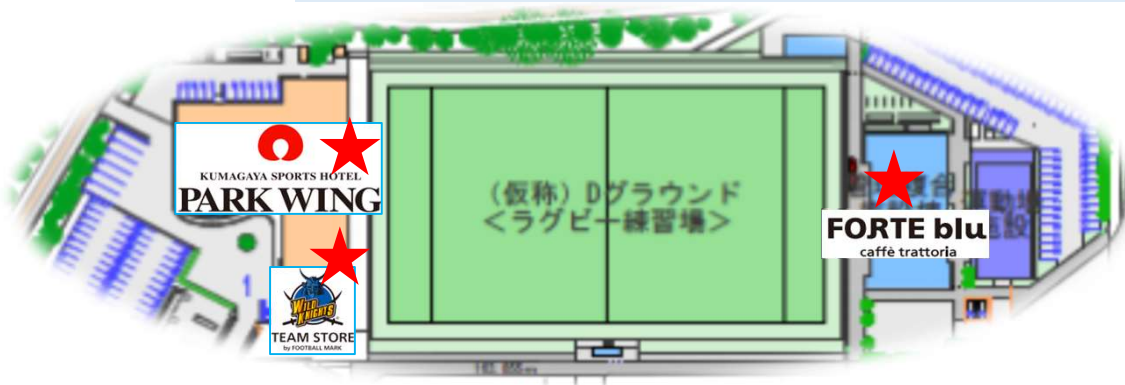 KUMAGAYA SPORTS HOTEL
PARK WING
WILD
KNIGHTS
TEAM STORE
by FOOTBALL MARK
(仮称) Dグラウンド
<ラグビー練習場>
FORTE blu
caffè trattoria